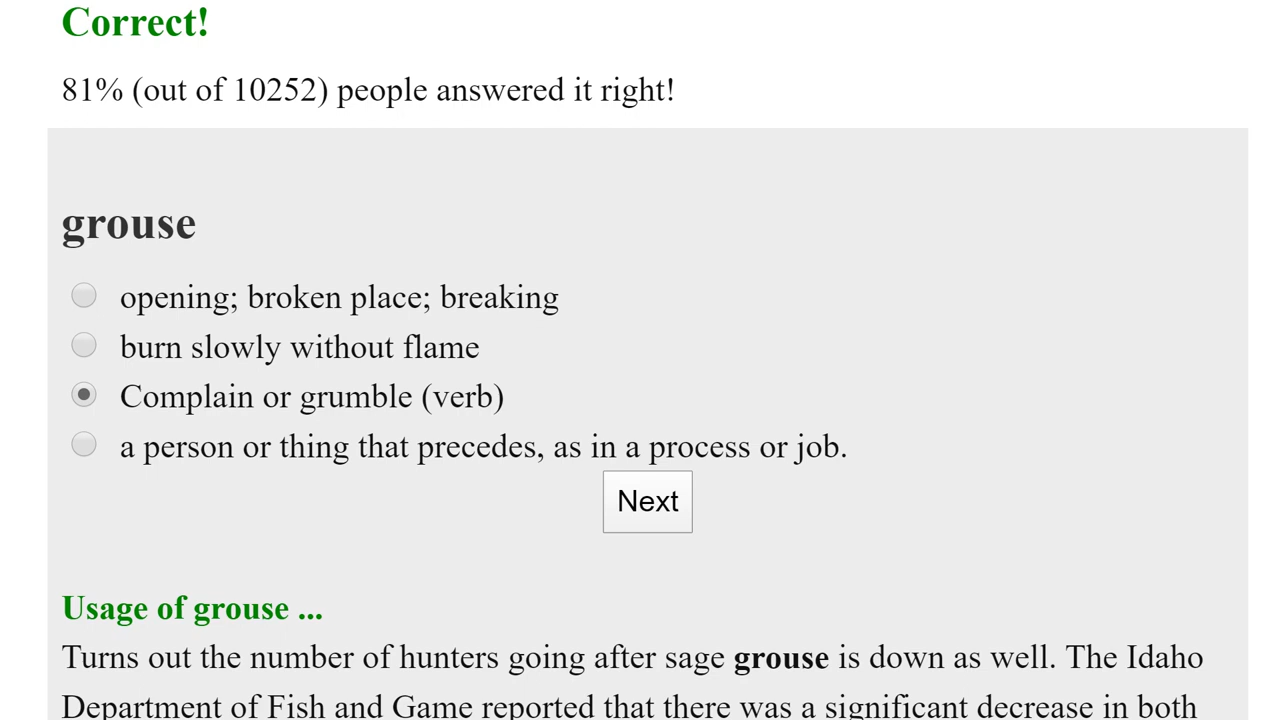 Correct!
81% (out of 10252) people answered it right!
grouse
opening; broken place; breaking
burn slowly without flame
Complain or grumble (verb)
a person or thing that precedes, as in a process or job.
Next
Usage of grouse ...
Turns out the number of hunters going after sage grouse is down as well. The Idaho
Department of Fish and Game reported that there was a significant decrease in both